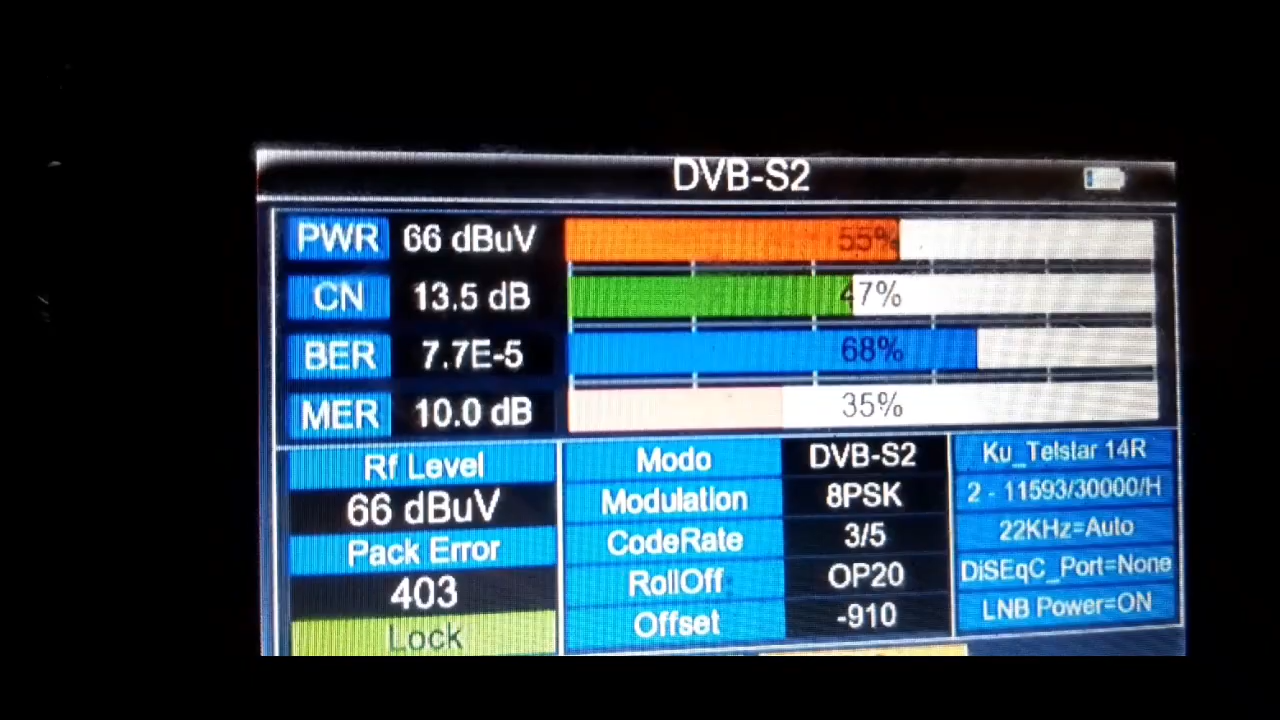 DVB-S2
PWR 66 dBuV 55%
CN 13.5 dB 47%
BER 7.7E-5 68%
MER 10.0 dB 35%
Rf Level
66 dBuV
Pack Error
403
Lock
Modo DVB-S2
Modulation 8PSK
CodeRate 3/5
RollOff OP20
Offset -910
Ku_Telstar 14R
2 - 11593/30000/H
22KHz=Auto
DiSEqC_Port=None
LNB Power=ON